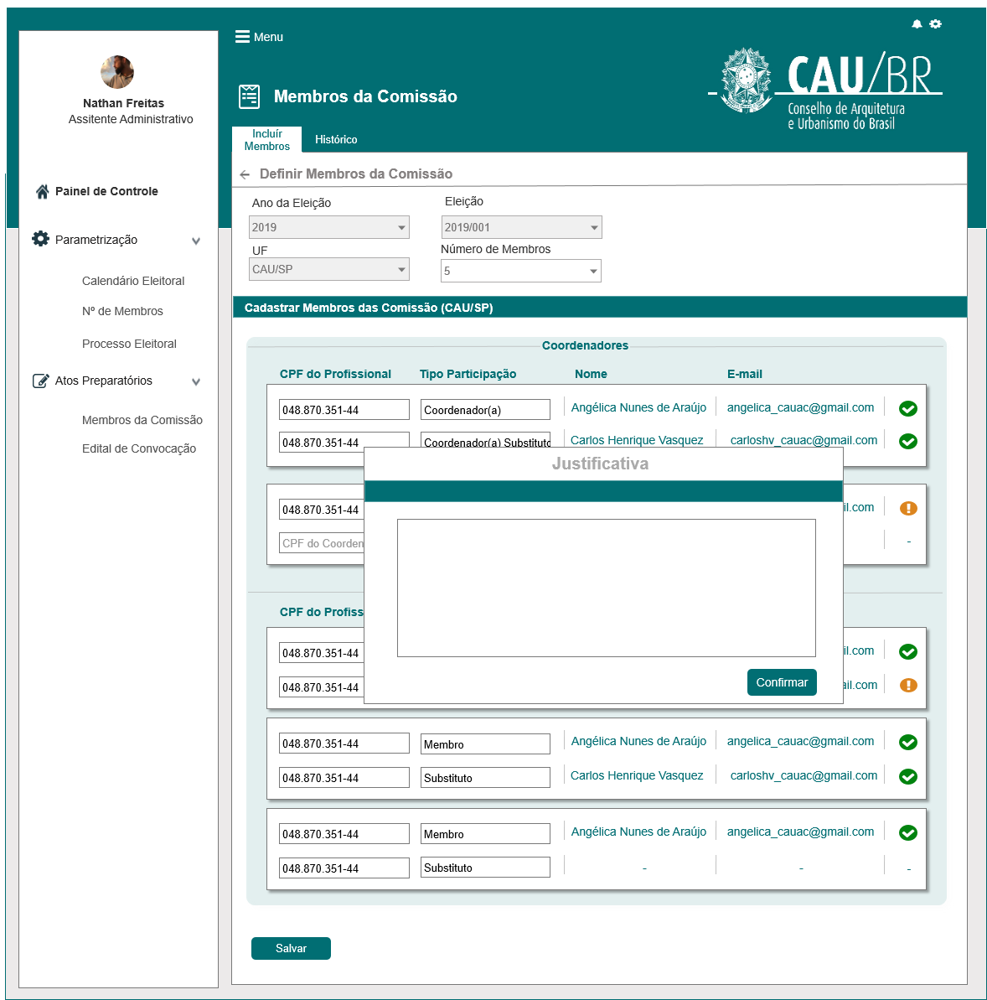 Menu
Nathan Freitas
Assitente Administrativo
Membros da Comissão
CAU/BR
Conselho de Arquitetura
e Urbanismo do Brasil
Incluír
Membros
Histórico
Definir Membros da Comissão
Painel de Controle
Parametrização
Calendário Eleitoral
Nº de Membros
Processo Eleitoral
Atos Preparatórios
Membros da Comissão
Edital de Convocação
Ano da Eleição
Eleição
2019
2019/001
UF
Número de Membros
CAU/SP
5
Cadastrar Membros das Comissão (CAU/SP)
Coordenadores
CPF do Profissional Tipo Participação Nome E-mail
048.870.351-44 Coordenador(a) Angélica Nunes de Araújo angelica_cauac@gmail.com
048.870.351-44 Coordenador(a) Substituto Carlos Henrique Vasquez carloshv_cauac@gmail.com
Justificativa
048.870.351-44 il.com
CPF do Coorden -
CPF do Profiss
048.870.351-44 il.com
048.870.351-44 ail.com
Confirmar
048.870.351-44 Membro Angélica Nunes de Araújo angelica_cauac@gmail.com
048.870.351-44 Substituto Carlos Henrique Vasquez carloshv_cauac@gmail.com
048.870.351-44 Membro Angélica Nunes de Araújo angelica_cauac@gmail.com
048.870.351-44 Substituto - - -
Salvar